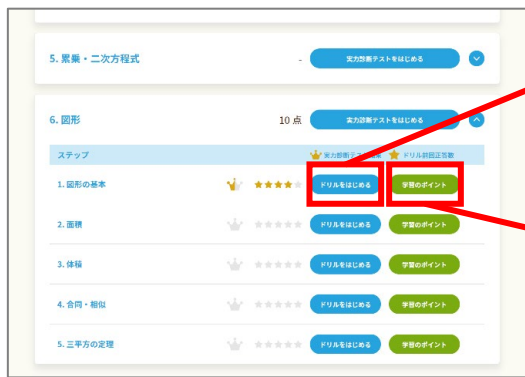 5. 累乗・二次方程式 - 実力診断テストをはじめる
6. 図形 10 点 実力診断テストをはじめる
ステップ 実力診断テスト結果 ドリル前回正答数
1. 図形の基本 ドリルをはじめる 学習のポイント
2. 面積 ドリルをはじめる 学習のポイント
3. 体積 ドリルをはじめる 学習のポイント
4. 合同・相似 ドリルをはじめる 学習のポイント
5. 三平方の定理 ドリルをはじめる 学習のポイント